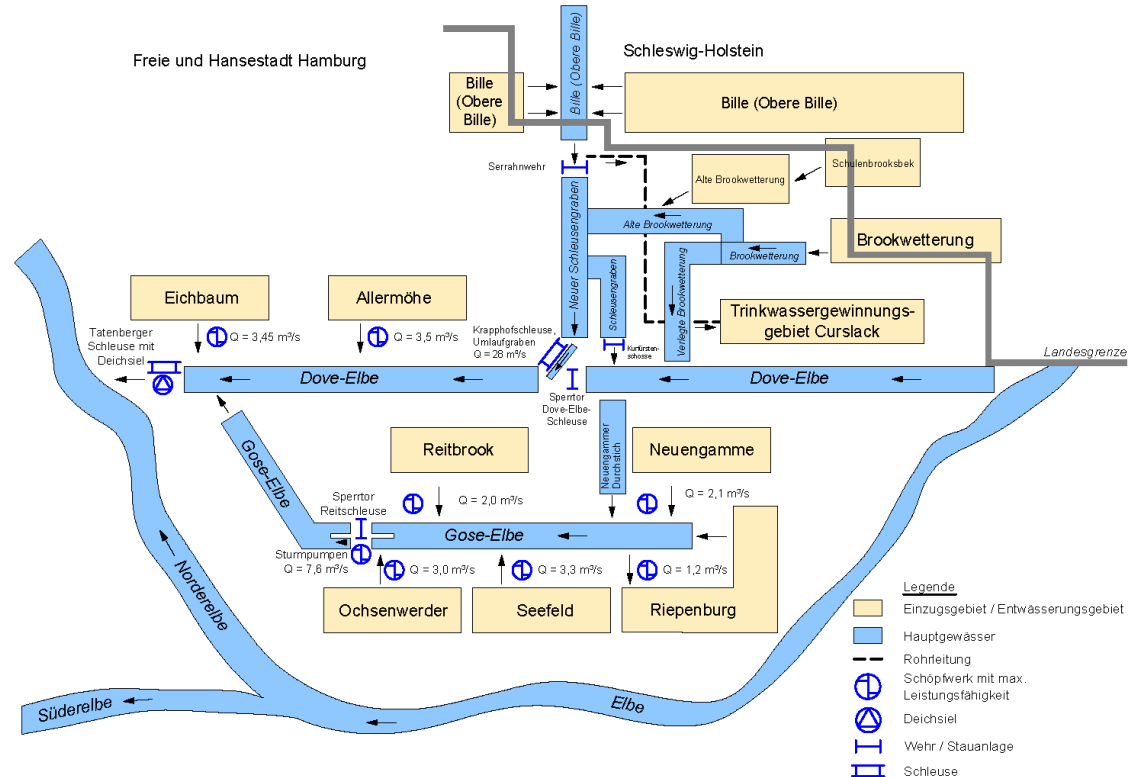 Freie und Hansestadt Hamburg
Schleswig-Holstein
Bille
(Obere
Bille)
Bille (Obere Bille)
Bille (Obere Bille)
Serrahnwehr
Alte Brookwetterung
Schulenbrooksbek
Neuer Schleusengraben
Alte Brookwetterung
Brookwetterung
Brookwetterung
Schleusengraben
Verlegte Brookwetterung
Trinkwassergewinnungs-
gebiet Curslack
Eichbaum
Allermöhe
Tatenberger
Schleuse mit
Deichsiel
Q = 3,45 m³/s
Q = 3,5 m³/s
Krapphofschleuse,
Umlaufgraben
Q = 28 m³/s
Kurfürsten-
schosse
Landesgrenze
Dove-Elbe
Dove-Elbe
Sperrtor
Dove-Elbe-
Schleuse
Gose-Elbe
Reitbrook
Neuengammer
Durchstich
Neuengamme
Sperrtor
Reitschleuse
Q = 2,0 m³/s
Q = 2,1 m³/s
Gose-Elbe
Sturmpumpen
Q = 7,6 m³/s
Q = 3,0 m³/s
Q = 3,3 m³/s
Q = 1,2 m³/s
Ochsenwerder
Seefeld
Riepenburg
Norderelbe
Süderelbe
Elbe
Legende
Einzugsgebiet / Entwässerungsgebiet
Hauptgewässer
Rohrleitung
Schöpfwerk mit max.
Leistungsfähigkeit
Deichsiel
Wehr / Stauanlage
Schleuse